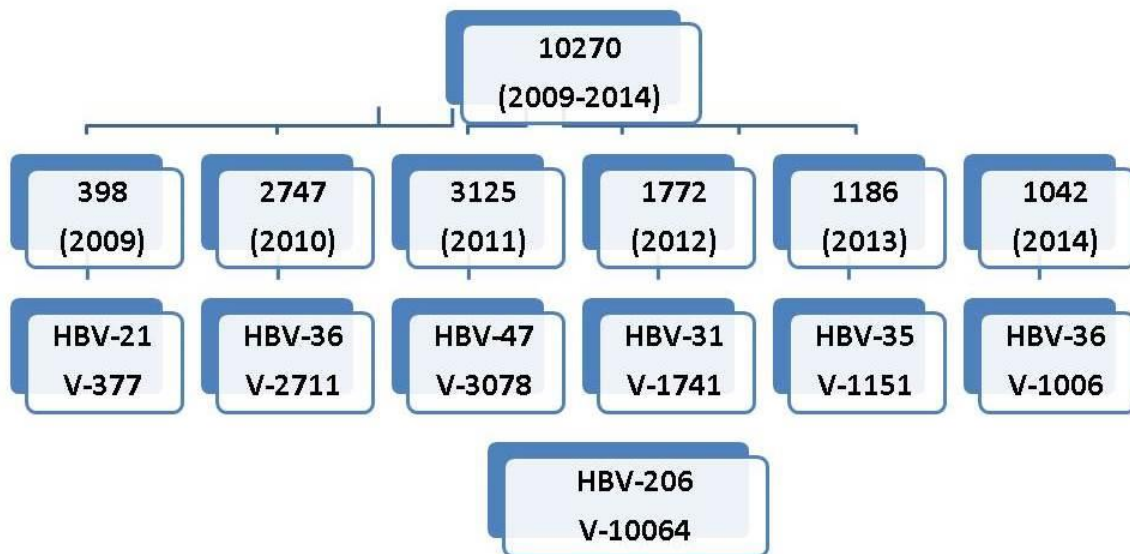 10270
(2009-2014)
398
(2009)
2747
(2010)
3125
(2011)
1772
(2012)
1186
(2013)
1042
(2014)
HBV-21
V-377
HBV-36
V-2711
HBV-47
V-3078
HBV-31
V-1741
HBV-35
V-1151
HBV-36
V-1006
HBV-206
V-10064